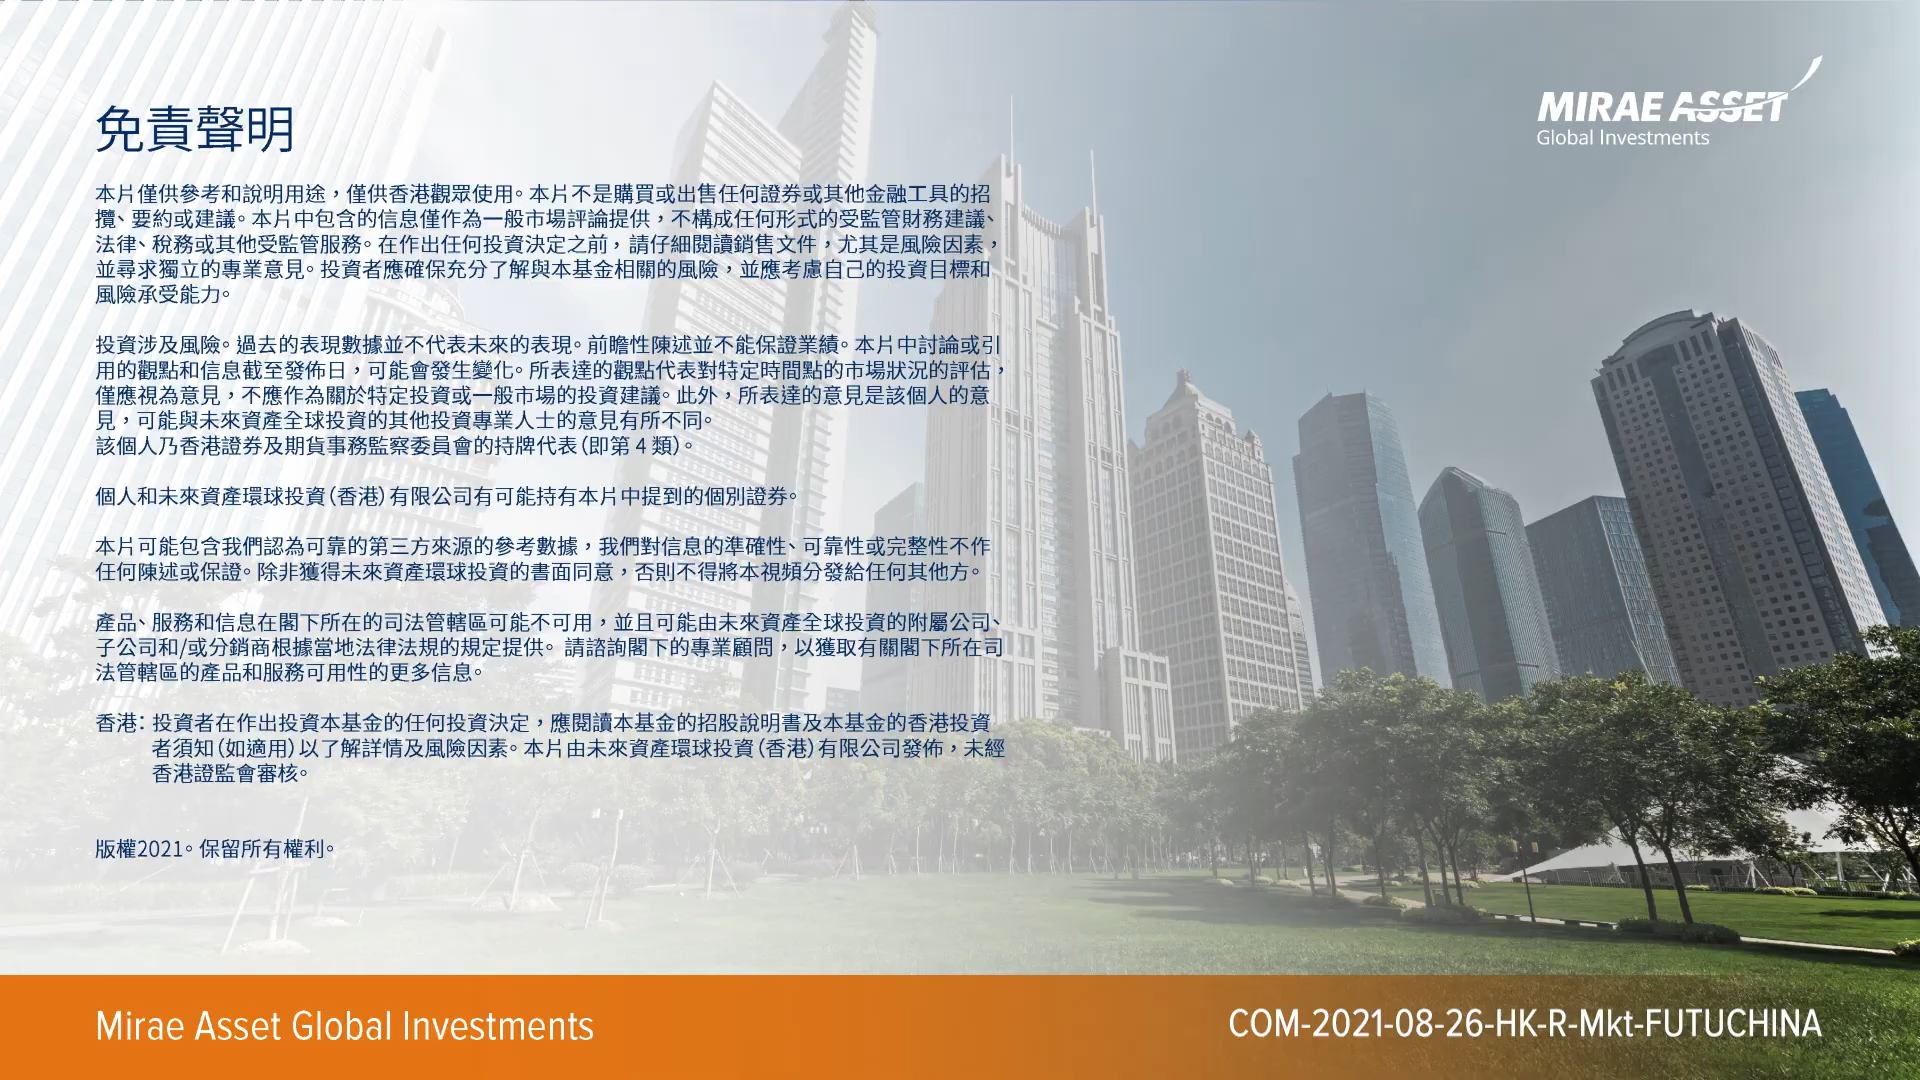 免責聲明
MIRAE ASSET
Global Investments
本片僅供參考和說明用途，僅供香港觀眾使用。本片不是購買或出售任何證券或其他金融工具的招
攬、要約或建議。本片中包含的信息僅作為一般市場評論提供，不構成任何形式的受監管財務建議、
法律、稅務或其他受監管服務。在作出任何投資決定之前，請仔細閱讀銷售文件，尤其是風險因素，
並尋求獨立的專業意見。投資者應確保充分了解與本基金相關的風險，並應考慮自己的投資目標和
風險承受能力。
投資涉及風險。過去的表現數據並不代表未來的表現。前瞻性陳述並不能保證業績。本片中討論或引
用的觀點和信息截至發佈日，可能會發生變化。所表達的觀點代表對特定時間點的市場狀況的評估，
僅應視為意見，不應作為關於特定投資或一般市場的投資建議。此外，所表達的意見是該個人的意
見，可能與未來資產全球投資的其他投資專業人士的意見有所不同。
該個人乃香港證券及期貨事務監察委員會的持牌代表（即第 4 類）。
個人和未來資產環球投資（香港）有限公司有可能持有本片中提到的個別證券。
本片可能包含我們認為可靠的第三方來源的參考數據，我們對信息的準確性、可靠性或完整性不作
任何陳述或保證。除非獲得未來資產環球投資的書面同意，否則不得將本視頻分發給任何其他方。
產品、服務和信息在閣下所在的司法管轄區可能不可用，並且可能由未來資產全球投資的附屬公司、
子公司和/或分銷商根據當地法律法規的規定提供。 請諮詢閣下的專業顧問，以獲取有關閣下所在司
法管轄區的產品和服務可用性的更多信息。
香港：投資者在作出投資本基金的任何投資決定，應閱讀本基金的招股說明書及本基金的香港投資
者須知（如適用）以了解詳情及風險因素。本片由未來資產環球投資（香港）有限公司發佈，未經
香港證監會審核。
版權2021。保留所有權利。
Mirae Asset Global Investments
COM-2021-08-26-HK-R-Mkt-FUTUCHINA